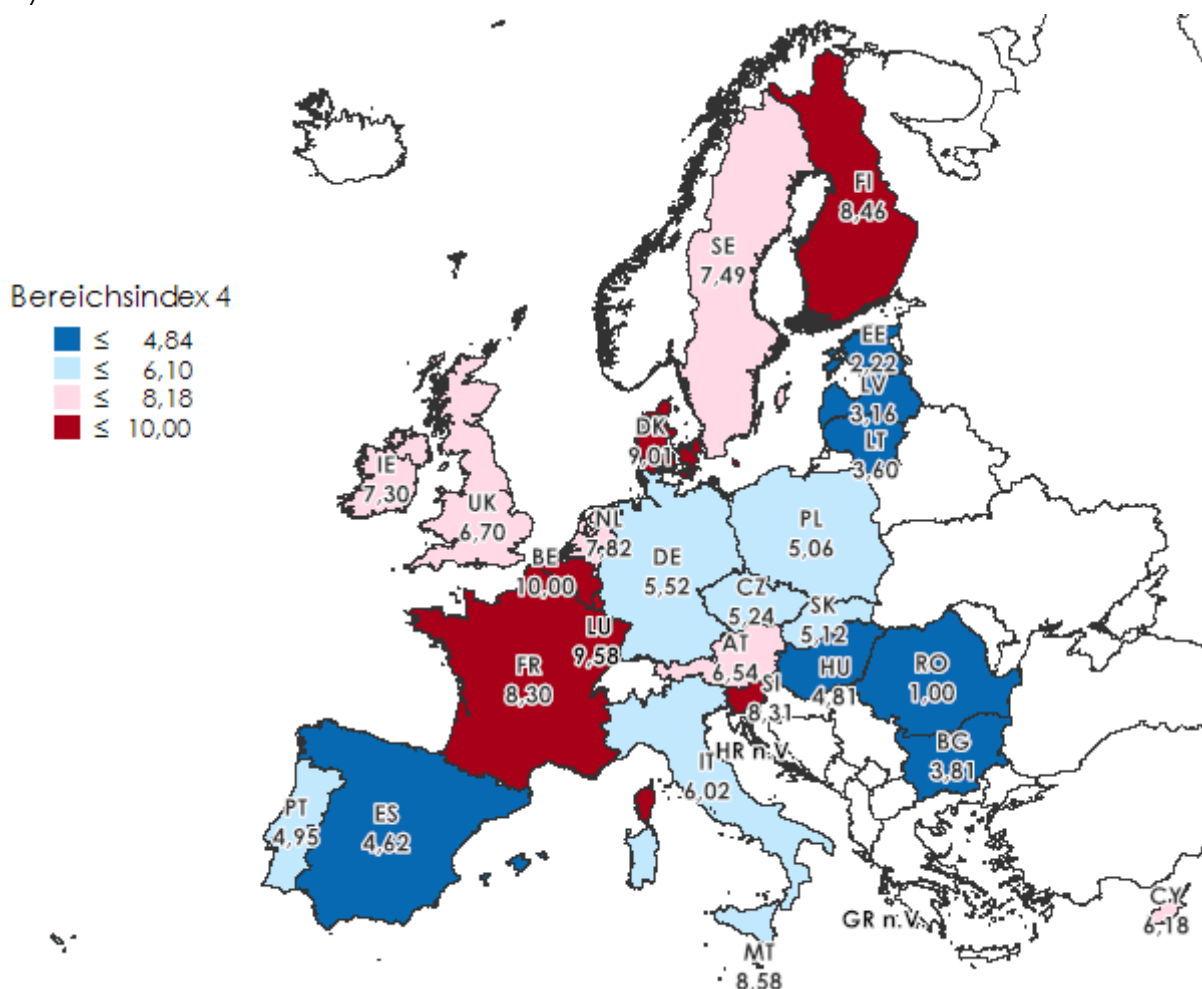 Bereichsindex 4
≤ 4,84
≤ 6,10
≤ 8,18
≤ 10,00
FI
8,46
SE
7,49
EE
2,22
LV
3,16
LT
3,60
DK
9,01
IE
7,30
UK
6,70
NL
7,82
BE
10,00
DE
5,52
PL
5,06
CZ
5,24
SK
5,12
LU
9,58
AT
6,54
FR
8,30
HU
4,81
RO
1,00
SI
8,31
HR n.V.
BG
3,81
IT
6,02
PT
4,95
ES
4,62
GR n.V.
CY
6,18
MT
8,58